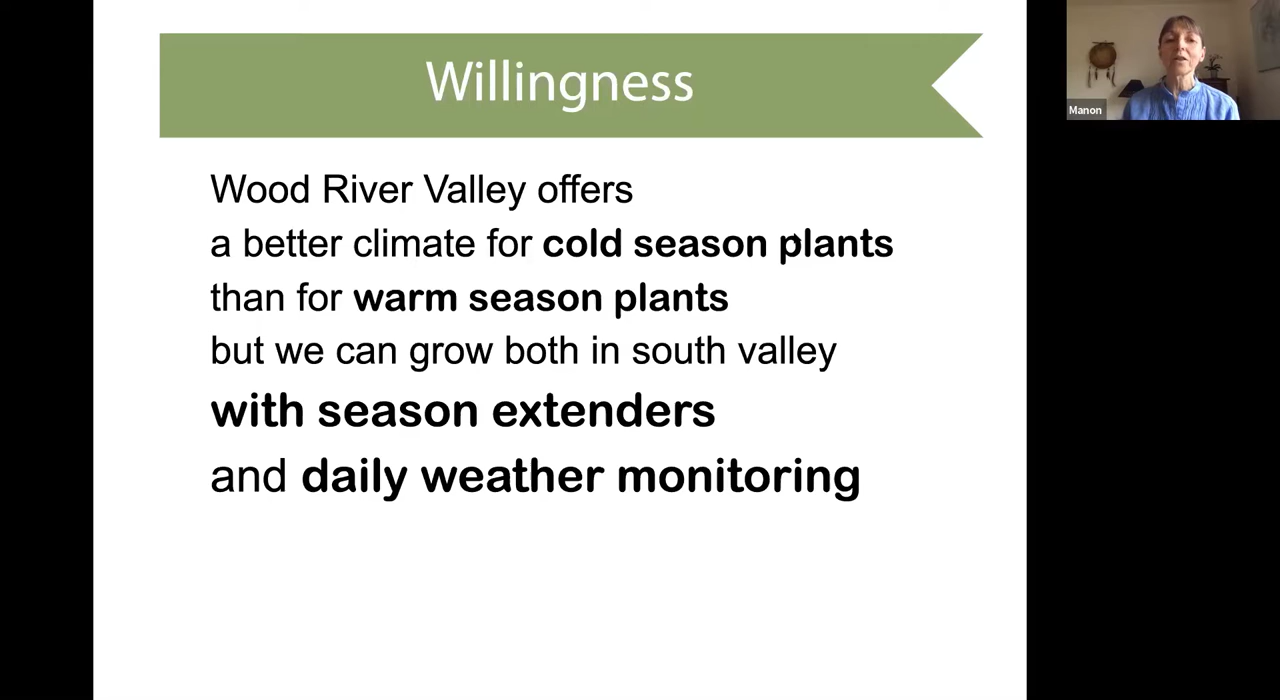 Willingness
Wood River Valley offers
a better climate for cold season plants
than for warm season plants
but we can grow both in south valley
with season extenders
and daily weather monitoring
Manon